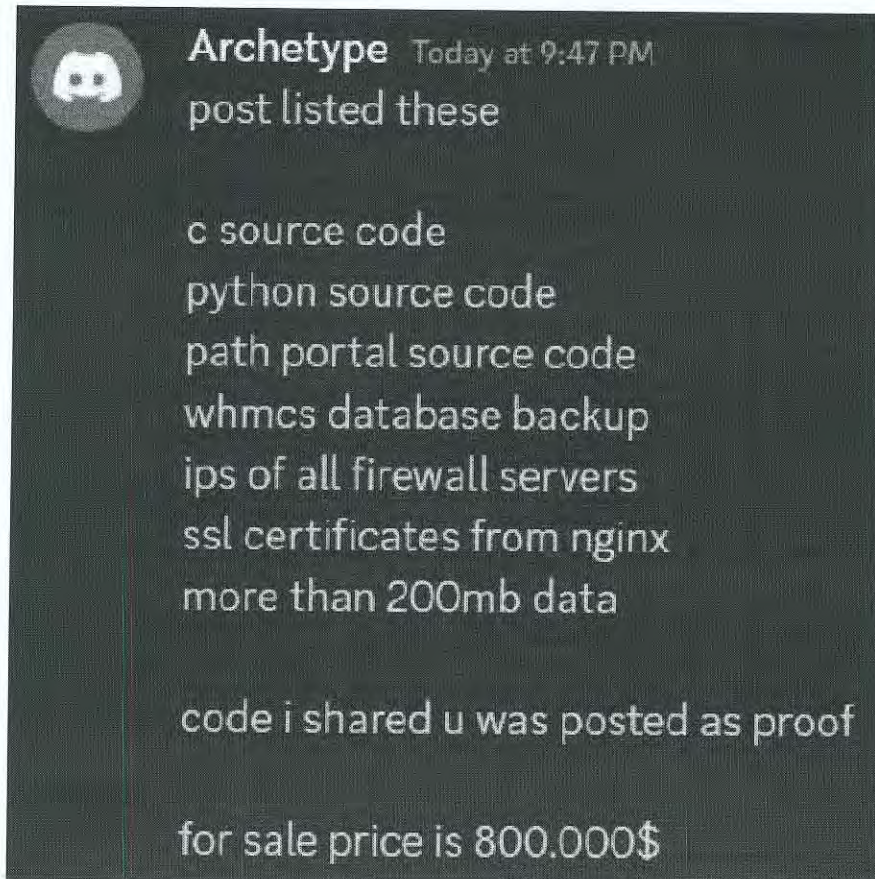 Archetype Today at 9:47 PM
post listed these
c source code
python source code
path portal source code
whmcs database backup
ips of all firewall servers
ssl certificates from nginx
more than 200mb data
code i shared u was posted as proof
for sale price is 800.000$